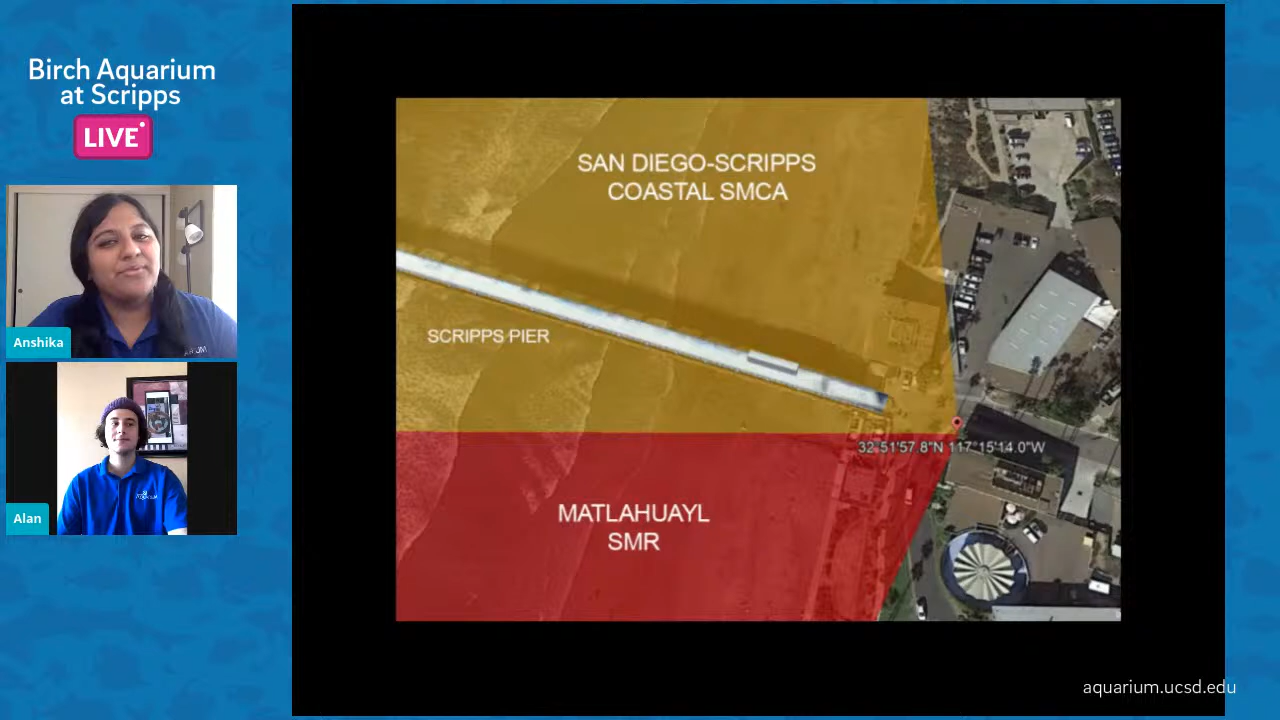 Birch Aquarium
at Scripps
LIVE
Anshika
Alan
SAN DIEGO-SCRIPPS
COASTAL SMCA
SCRIPPS PIER
32°51'57.8"N 117°15'14.0"W
MATLAHUAYL
SMR
aquarium.ucsd.edu